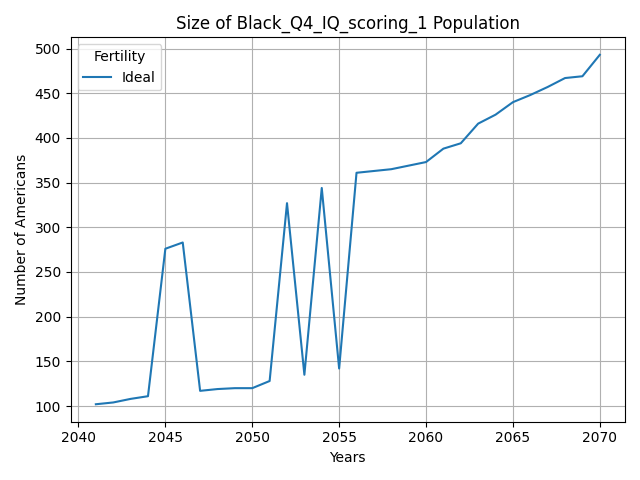 Size of Black_Q4_IQ_scoring_1 Population
Fertility
Ideal
Number of Americans
500
450
400
350
300
250
200
150
100
2040 2045 2050 2055 2060 2065 2070
Years